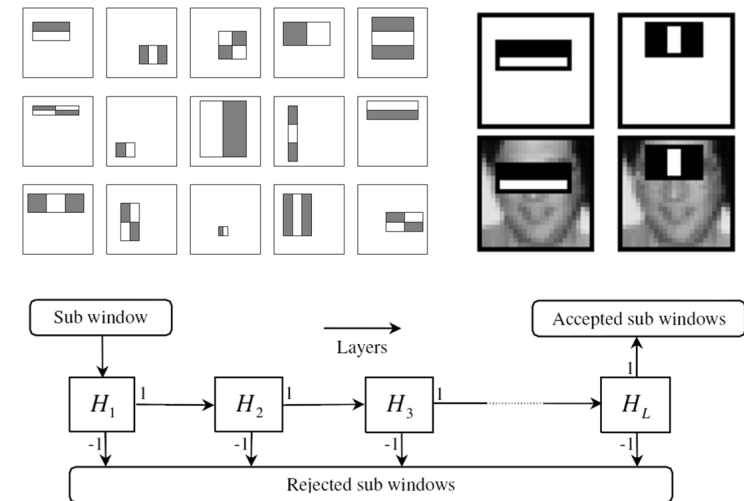 Sub window
Accepted sub windows
Layers
H₁
1
H₂
1
H₃
1
H_L
1
-1
-1
-1
-1
Rejected sub windows